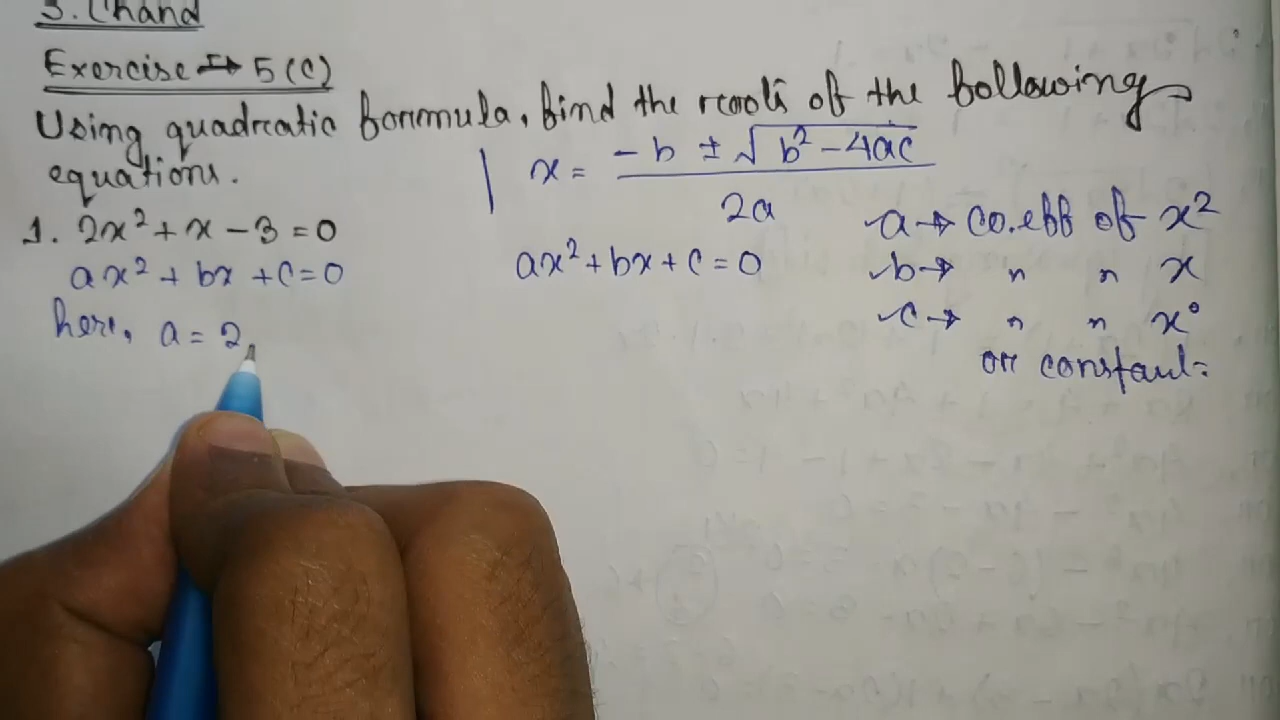 S. Chand
Exercise → 5(C)
Using quadratic formula, find the roots of the following
equations.
x = -b ± √b² - 4ac / 2a
1. 2x² + x - 3 = 0
ax² + bx + c = 0
here, a = 2,
ax² + bx + c = 0
a → co.eff of x²
b → " " x
c → " " x°
or constant.